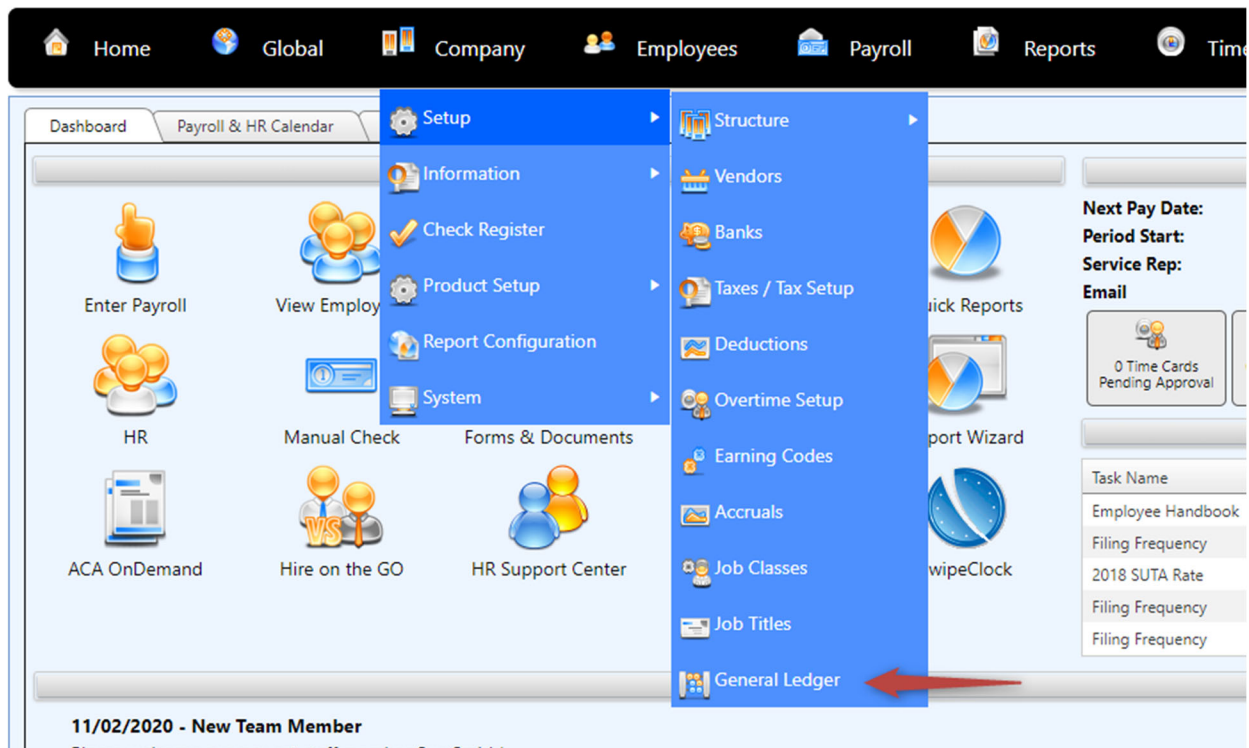 Home Global Company Employees Payroll Reports Time
Dashboard Payroll & HR Calendar
Setup
Information
Check Register
Product Setup
Report Configuration
System
Structure
Vendors
Banks
Taxes / Tax Setup
Deductions
Overtime Setup
Earning Codes
Accruals
Job Classes
Job Titles
General Ledger
Enter Payroll View Employ uick Reports
HR Manual Check Forms & Documents port Wizard
VS
ACA OnDemand Hire on the GO HR Support Center wipeClock
Next Pay Date:
Period Start:
Service Rep:
Email
0 Time Cards
Pending Approval
Task Name
Employee Handbook
Filing Frequency
2018 SUTA Rate
Filing Frequency
Filing Frequency
11/02/2020 - New Team Member